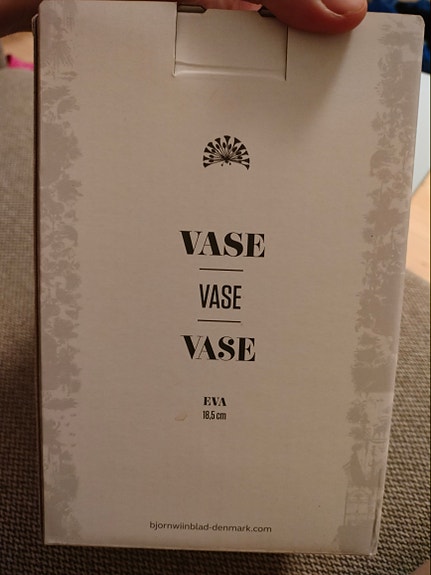 VASE
VASE
VASE
EVA
18,5 cm
bjornwiinblad-denmark.com